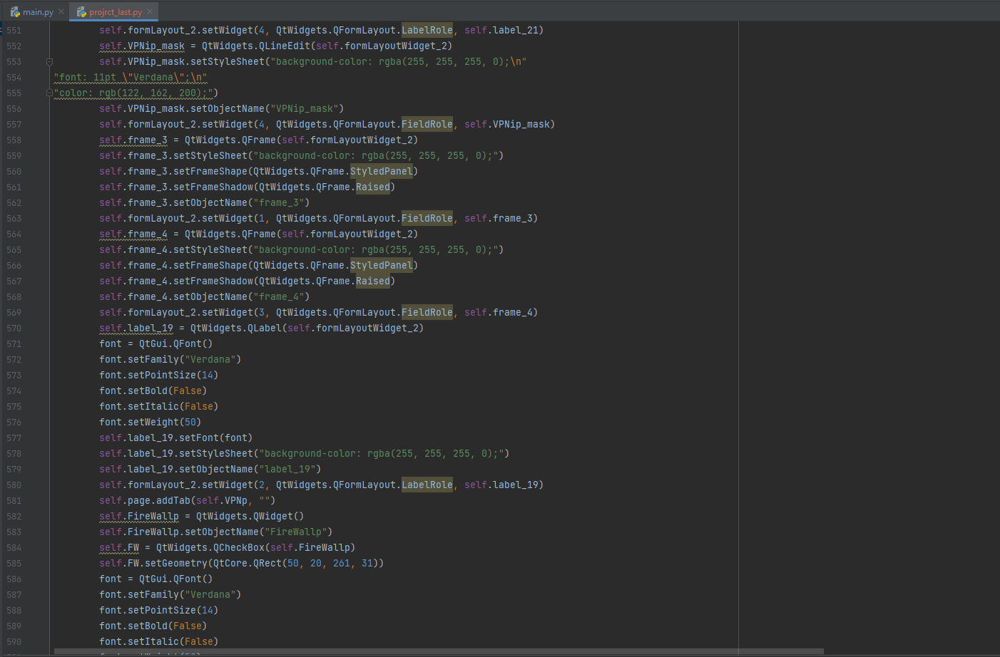 main.py projrct_last.py
551 self.formLayout_2.setWidget(4, QtWidgets.QFormLayout.LabelRole, self.label_21)
552 self.VPNip_mask = QtWidgets.QLineEdit(self.formLayoutWidget_2)
553 self.VPNip_mask.setStyleSheet("background-color: rgba(255, 255, 255, 0);\n"
554 "font: 11pt \"Verdana\";\n"
555 "color: rgb(122, 162, 200);")
556 self.VPNip_mask.setObjectName("VPNip_mask")
557 self.formLayout_2.setWidget(4, QtWidgets.QFormLayout.FieldRole, self.VPNip_mask)
558 self.frame_3 = QtWidgets.QFrame(self.formLayoutWidget_2)
559 self.frame_3.setStyleSheet("background-color: rgba(255, 255, 255, 0);")
560 self.frame_3.setFrameShape(QtWidgets.QFrame.StyledPanel)
561 self.frame_3.setFrameShadow(QtWidgets.QFrame.Raised)
562 self.frame_3.setObjectName("frame_3")
563 self.formLayout_2.setWidget(1, QtWidgets.QFormLayout.FieldRole, self.frame_3)
564 self.frame_4 = QtWidgets.QFrame(self.formLayoutWidget_2)
565 self.frame_4.setStyleSheet("background-color: rgba(255, 255, 255, 0);")
566 self.frame_4.setFrameShape(QtWidgets.QFrame.StyledPanel)
567 self.frame_4.setFrameShadow(QtWidgets.QFrame.Raised)
568 self.frame_4.setObjectName("frame_4")
569 self.formLayout_2.setWidget(3, QtWidgets.QFormLayout.FieldRole, self.frame_4)
570 self.label_19 = QtWidgets.QLabel(self.formLayoutWidget_2)
571 font = QtGui.QFont()
572 font.setFamily("Verdana")
573 font.setPointSize(14)
574 font.setBold(False)
575 font.setItalic(False)
576 font.setWeight(50)
577 self.label_19.setFont(font)
578 self.label_19.setStyleSheet("background-color: rgba(255, 255, 255, 0);")
579 self.label_19.setObjectName("label_19")
580 self.formLayout_2.setWidget(2, QtWidgets.QFormLayout.LabelRole, self.label_19)
581 self.page.addTab(self.VPNp, "")
582 self.FireWallp = QtWidgets.QWidget()
583 self.FireWallp.setObjectName("FireWallp")
584 self.FW = QtWidgets.QCheckBox(self.FireWallp)
585 self.FW.setGeometry(QtCore.QRect(50, 20, 261, 31))
586 font = QtGui.QFont()
587 font.setFamily("Verdana")
588 font.setPointSize(14)
589 font.setBold(False)
590 font.setItalic(False)